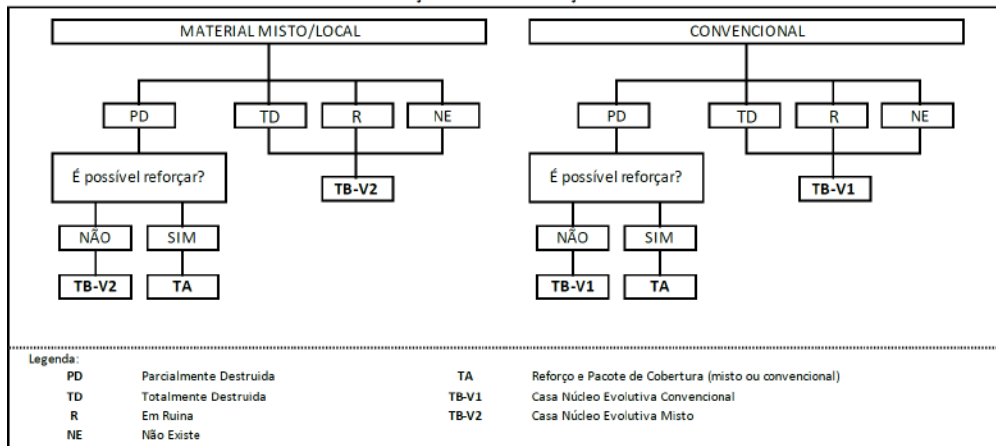 MATERIAL MISTO/LOCAL CONVENCIONAL
PD TD R NE PD TD R NE
É possível reforçar? TB-V2 É possível reforçar? TB-V1
NÃO SIM NÃO SIM
TB-V2 TA TB-V1 TA
Legenda:
PD Parcialmente Destruida TA Reforço e Pacote de Cobertura (misto ou convencional)
TD Totalmente Destruida TB-V1 Casa Núcleo Evolutiva Convencional
R Em Ruina TB-V2 Casa Núcleo Evolutiva Misto
NE Não Existe